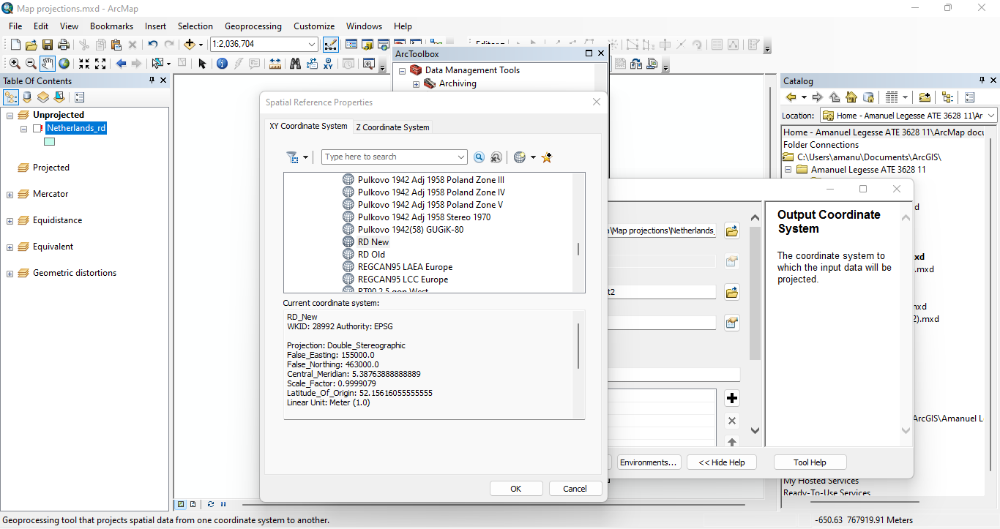 Map projections.mxd - ArcMap
File Edit View Bookmarks Insert Selection Geoprocessing Customize Windows Help
1:2,036,704
ArcToolbox
Data Management Tools
Archiving
Table Of Contents
Unprojected
Netherlands_rd
Projected
Mercator
Equidistance
Equivalent
Geometric distortions
Spatial Reference Properties
XY Coordinate System Z Coordinate System
Type here to search
Pulkovo 1942 Adj 1958 Poland Zone III
Pulkovo 1942 Adj 1958 Poland Zone IV
Pulkovo 1942 Adj 1958 Poland Zone V
Pulkovo 1942 Adj 1958 Stereo 1970
Pulkovo 1942(58) GUGiK-80
RD New
RD Old
REGCAN95 LAEA Europe
REGCAN95 LCC Europe
Current coordinate system:
RD_New
WKID: 28992 Authority: EPSG
Projection: Double_Stereographic
False_Easting: 155000.0
False_Northing: 463000.0
Central_Meridian: 5.38763888888889
Scale_Factor: 0.9999079
Latitude_Of_Origin: 52.15616055555555
Linear Unit: Meter (1.0)
OK Cancel
\Map projections\Netherlands_
t2
Environments... << Hide Help Tool Help
Output Coordinate
System
The coordinate system to
which the input data will be
projected.
Catalog
Location: Home - Amanuel Legesse ATE 3628 11\Ar
Home - Amanuel Legesse ATE 3628 11\ArcMap docu
Folder Connections
C:\Users\amanu\Documents\ArcGIS\
Amanuel Legesse ATE 3628 11
d
xd
.mxd
xd
2).mxd
ArcGIS\Amanuel L
My Hosted Services
Ready-To-Use Services
Geoprocessing tool that projects spatial data from one coordinate system to another.
-650.63 767919.91 Meters